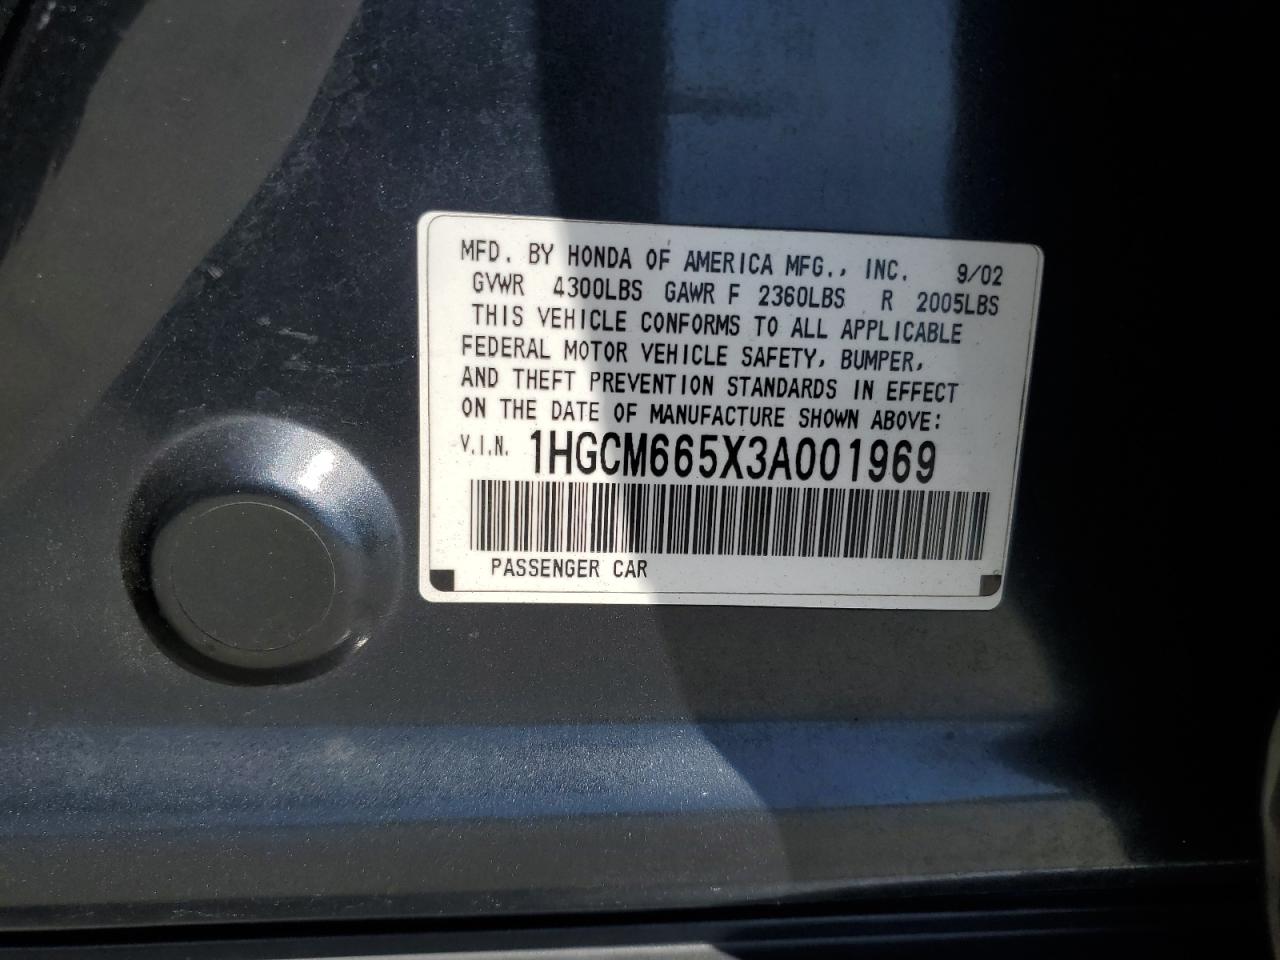 MFD. BY HONDA OF AMERICA MFG., INC. 9/02
GVWR 4300LBS GAWR F 2360LBS R 2005LBS
THIS VEHICLE CONFORMS TO ALL APPLICABLE
FEDERAL MOTOR VEHICLE SAFETY, BUMPER,
AND THEFT PREVENTION STANDARDS IN EFFECT
ON THE DATE OF MANUFACTURE SHOWN ABOVE:
V.I.N. 1HGCM665X3A001969
PASSENGER CAR